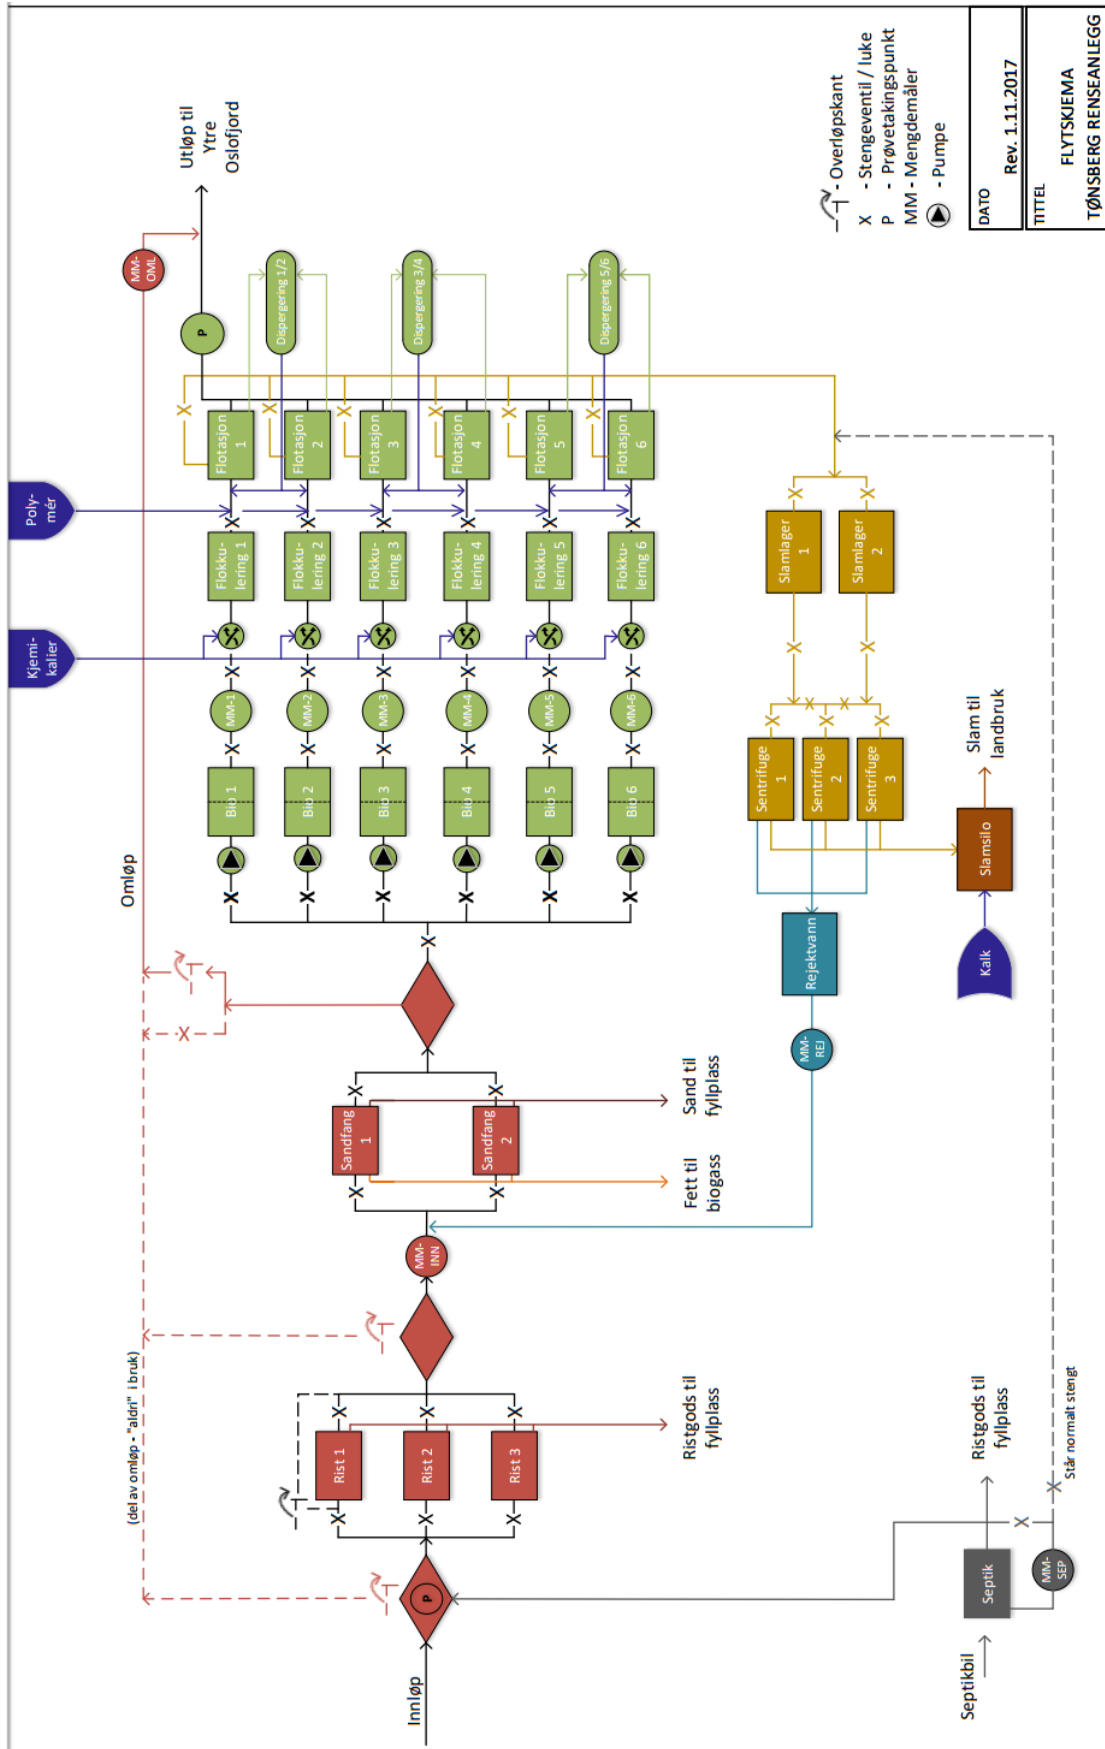 Poly-
mér
Kjemi-
kalier
Utløp til
Ytre
Oslofjord
MM-
OML
P
Omløp
(del av omløp - "aldri" i bruk)
Innløp
P
Rist 1
Rist 2
Rist 3
Ristgods til
fyllplass
MM-
INN
Sandfang
1
Sandfang
2
Fett til
biogass
Sand til
fyllplass
Bio 1
Bio 2
Bio 3
Bio 4
Bio 5
Bio 6
MM-1
MM-2
MM-3
MM-4
MM-5
MM-6
Flokku-
lering 1
Flokku-
lering 2
Flokku-
lering 3
Flokku-
lering 4
Flokku-
lering 5
Flokku-
lering 6
Flotasjon
1
Flotasjon
2
Flotasjon
3
Flotasjon
4
Flotasjon
5
Flotasjon
6
Dispergering 1/2
Dispergering 3/4
Dispergering 5/6
Slamlager
1
Slamlager
2
Sentrifuge
1
Sentrifuge
2
Sentrifuge
3
Rejektvann
MM-
REJ
Kalk
Slamsilo
Slam til
landbruk
Septikbil
Septik
MM-
SEP
Ristgods til
fyllplass
Står normalt stengt
- Overløpskant
X - Stengeventil / luke
P - Prøvetakingspunkt
MM - Mengdemåler
- Pumpe
DATO
Rev. 1.11.2017
TITTEL
FLYTSKJEMA
TØNSBERG RENSEANLEGG